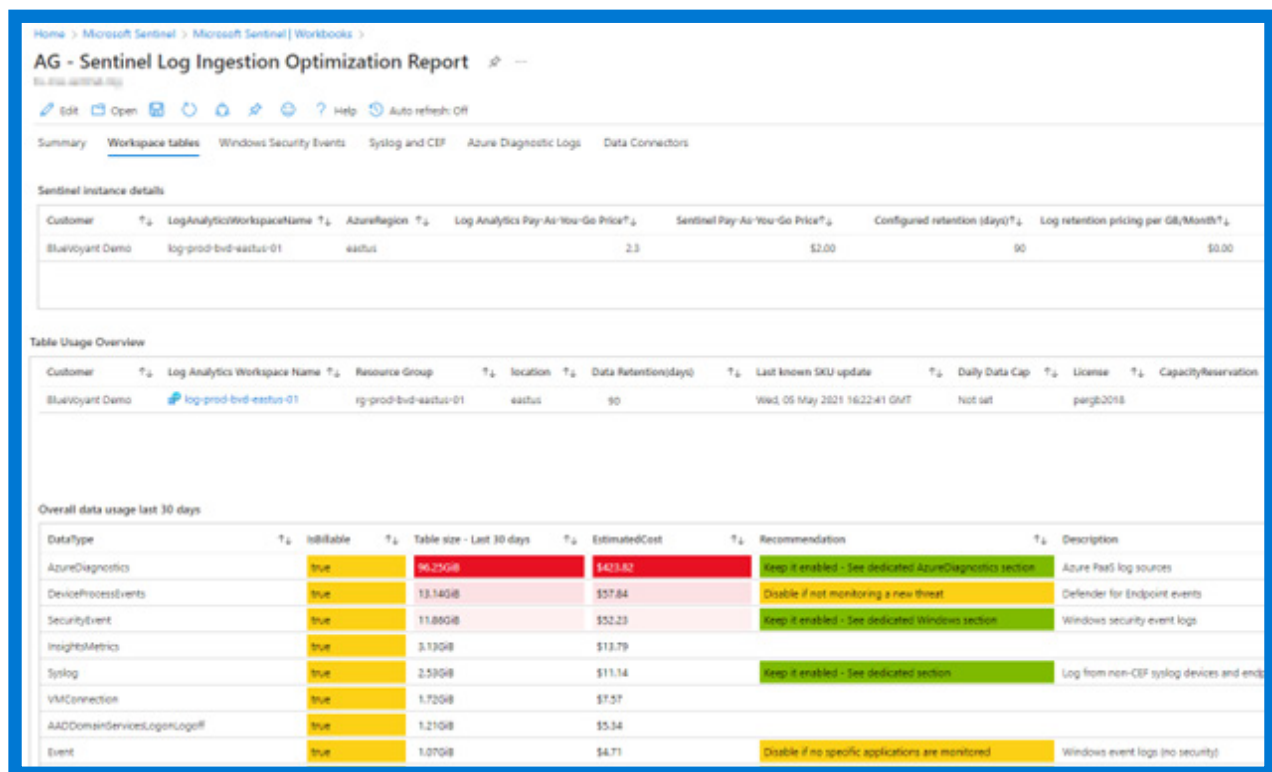 Home > Microsoft Sentinel > Microsoft Sentinel | Workbooks >
AG - Sentinel Log Ingestion Optimization Report
Edit Open ? Help Auto refresh: Off
Summary Workspace tables Windows Security Events Syslog and CEF Azure Diagnostic Logs Data Connectors
Sentinel instance details
Customer LogAnalyticsWorkspaceName AzureRegion Log Analytics Pay-As-You-Go Price Sentinel Pay-As-You-Go Price Configured retention (days) Log retention pricing per GB/Month
BlueVoyant Demo log-prod-bvd-eastus-01 eastus 2.3 $2.00 90 $0.00
Table Usage Overview
Customer Log Analytics Workspace Name Resource Group location Data Retention(days) Last known SKU update Daily Data Cap License CapacityReservation
BlueVoyant Demo log-prod-bvd-eastus-01 rg-prod-bvd-eastus-01 eastus 90 Wed, 05 May 2021 16:22:41 GMT Not set pergb2018
Overall data usage last 30 days
DataType IsBillable Table size - Last 30 days EstimatedCost Recommendation Description
AzureDiagnostics true 96.25GiB $423.82 Keep it enabled - See dedicated AzureDiagnostics section Azure PaaS log sources
DeviceProcessEvents true 13.14GiB $57.84 Disable if not monitoring a new threat Defender for Endpoint events
SecurityEvent true 11.86GiB $52.23 Keep it enabled - See dedicated Windows section Windows security event logs
InsightsMetrics true 3.13GiB $13.79
Syslog true 2.53GiB $11.14 Keep it enabled - See dedicated section Log from non-CEF syslog devices and endp
VMConnection true 1.72GiB $7.57
AADDomainServicesLogonLogoff true 1.21GiB $5.34
Event true 1.07GiB $4.71 Disable if no specific applications are monitored Windows event logs (no security)